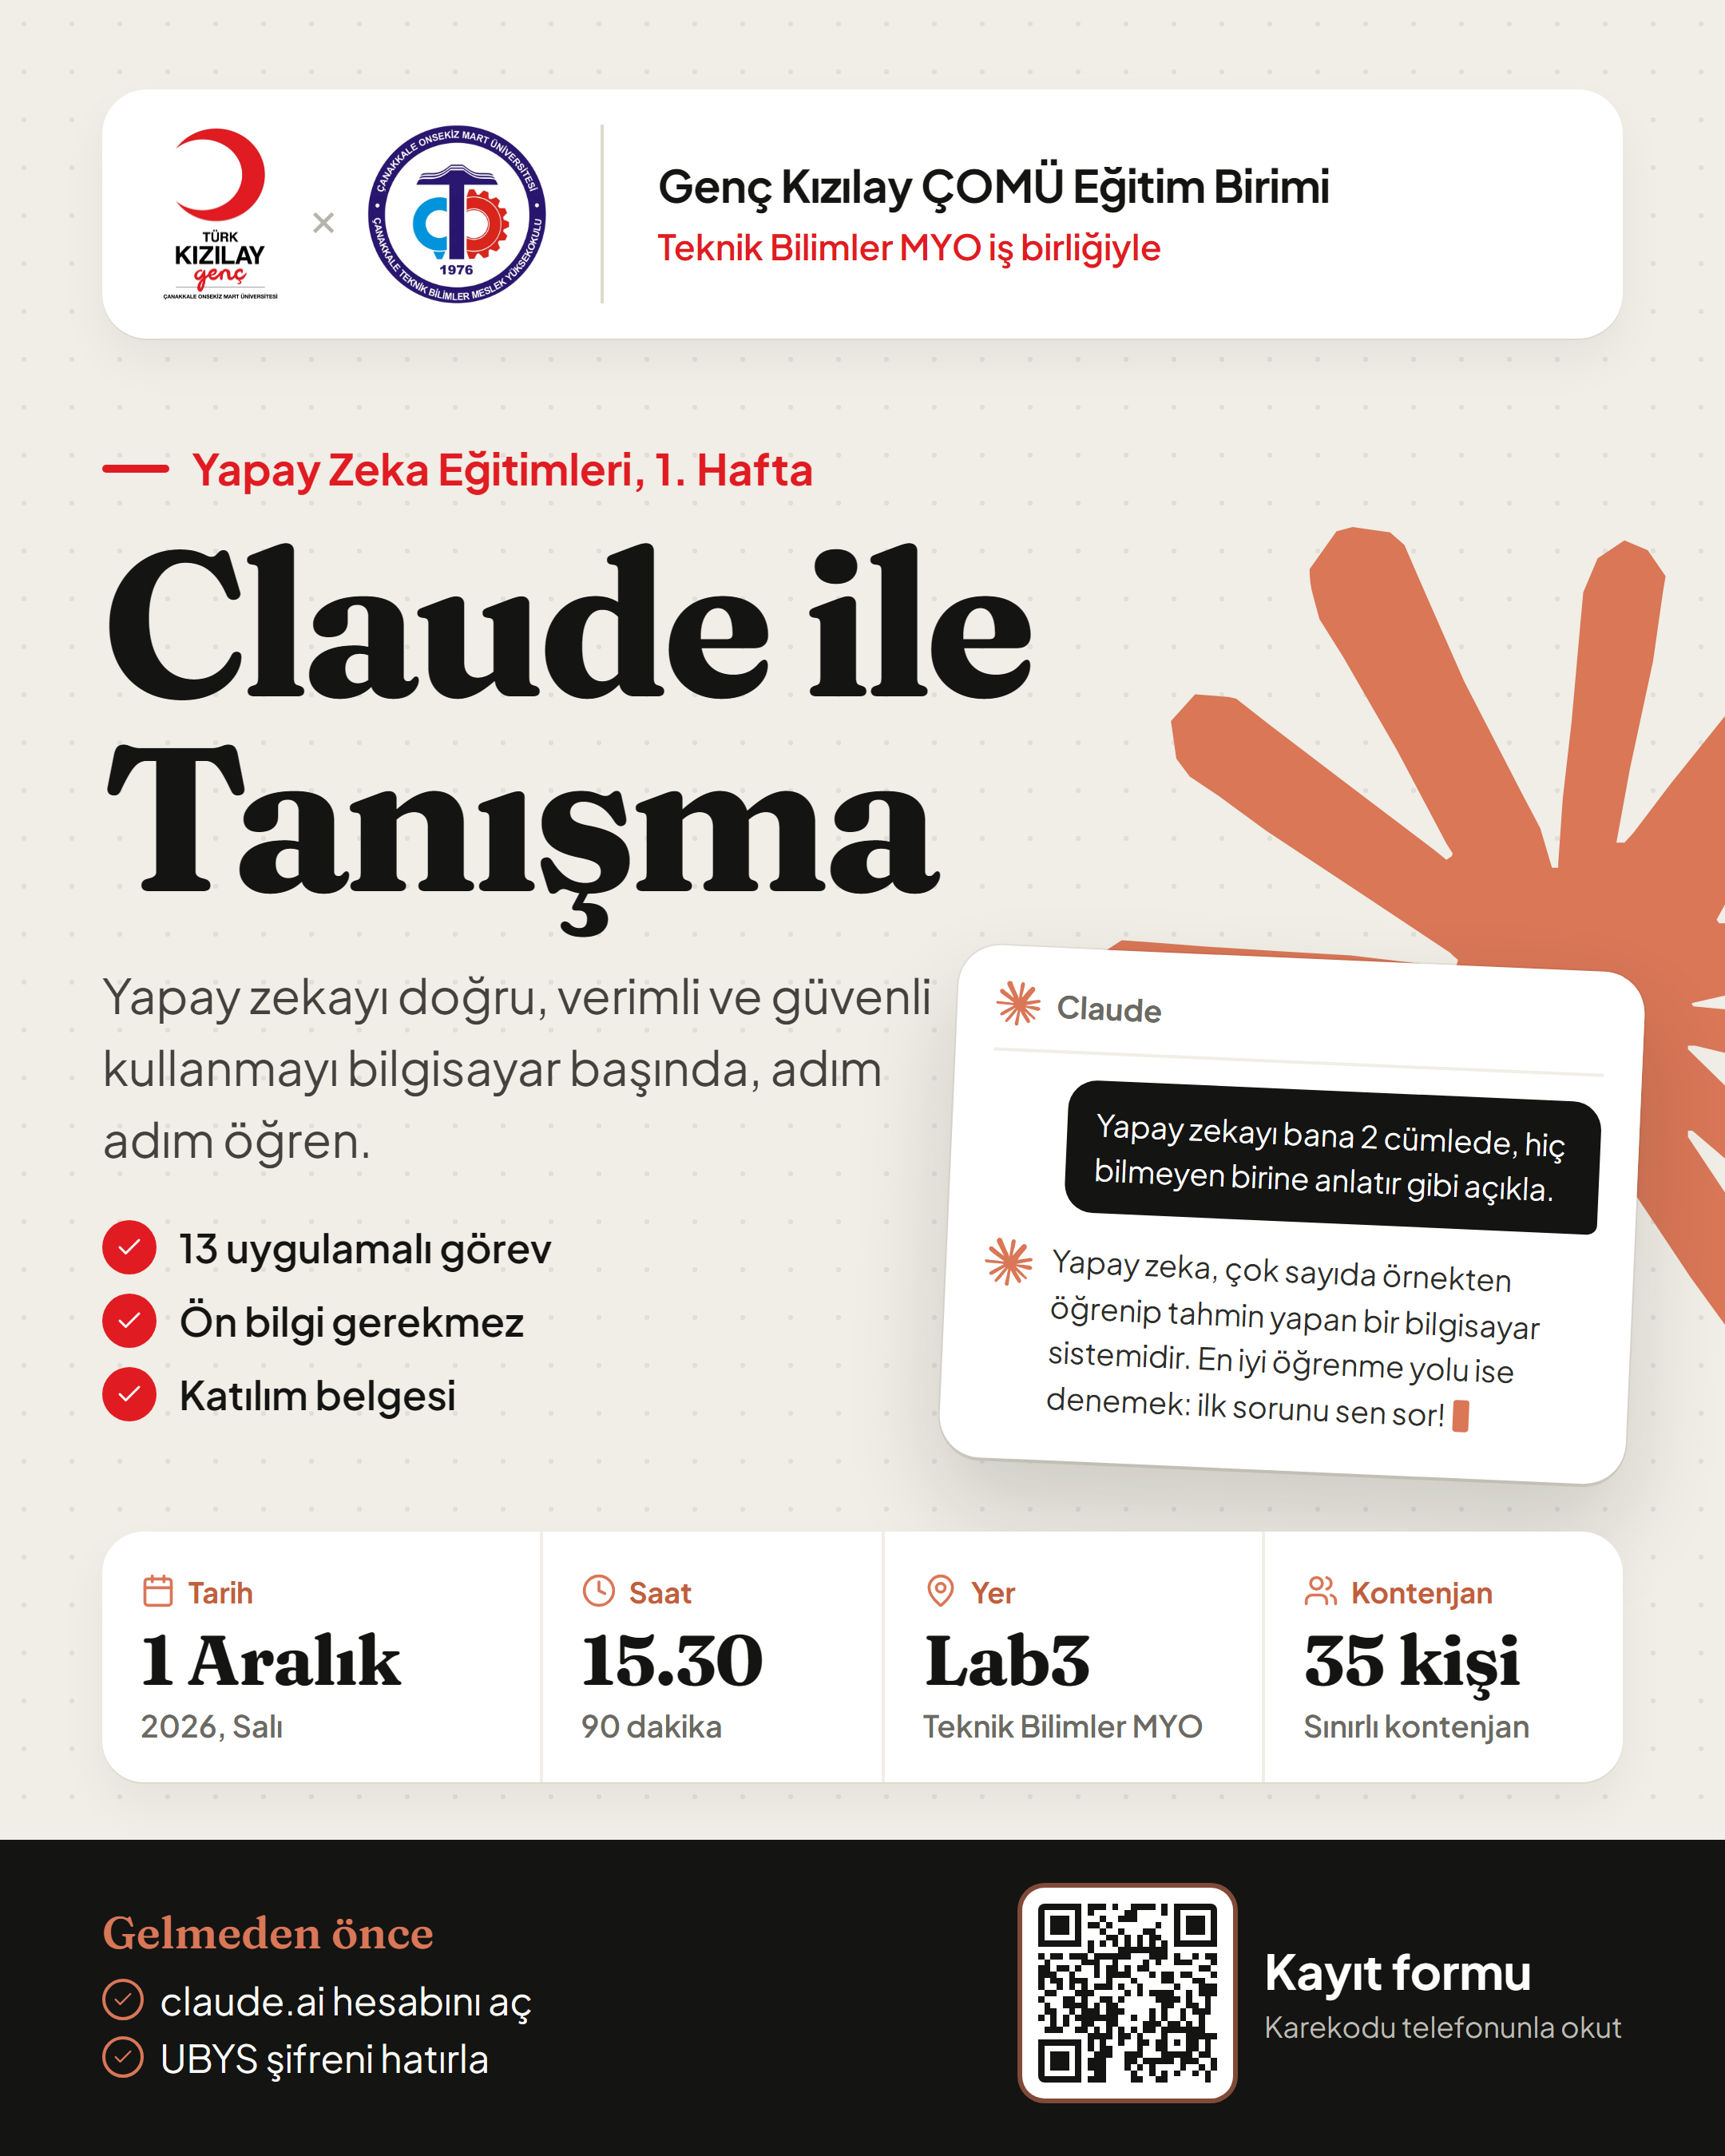 TÜRK
KIZILAY
genç
ÇANAKKALE ONSEKİZ MART ÜNİVERSİTESİ
×
ÇANAKKALE ONSEKİZ MART ÜNİVERSİTESİ
ÇANAKKALE TEKNİK BİLİMLER MESLEK YÜKSEKOKULU
1976
Genç Kızılay ÇOMÜ Eğitim Birimi
Teknik Bilimler MYO iş birliğiyle
Yapay Zeka Eğitimleri, 1. Hafta
Claude ile
Tanışma
Yapay zekayı doğru, verimli ve güvenli
kullanmayı bilgisayar başında, adım
adım öğren.
13 uygulamalı görev
Ön bilgi gerekmez
Katılım belgesi
Claude
Yapay zekayı bana 2 cümlede, hiç
bilmeyen birine anlatır gibi açıkla.
Yapay zeka, çok sayıda örnekten
öğrenip tahmin yapan bir bilgisayar
sistemidir. En iyi öğrenme yolu ise
denemek: ilk sorunu sen sor!
Tarih
1 Aralık
2026, Salı
Saat
15.30
90 dakika
Yer
Lab3
Teknik Bilimler MYO
Kontenjan
35 kişi
Sınırlı kontenjan
Gelmeden önce
claude.ai hesabını aç
UBYS şifreni hatırla
Kayıt formu
Karekodu telefonunla okut